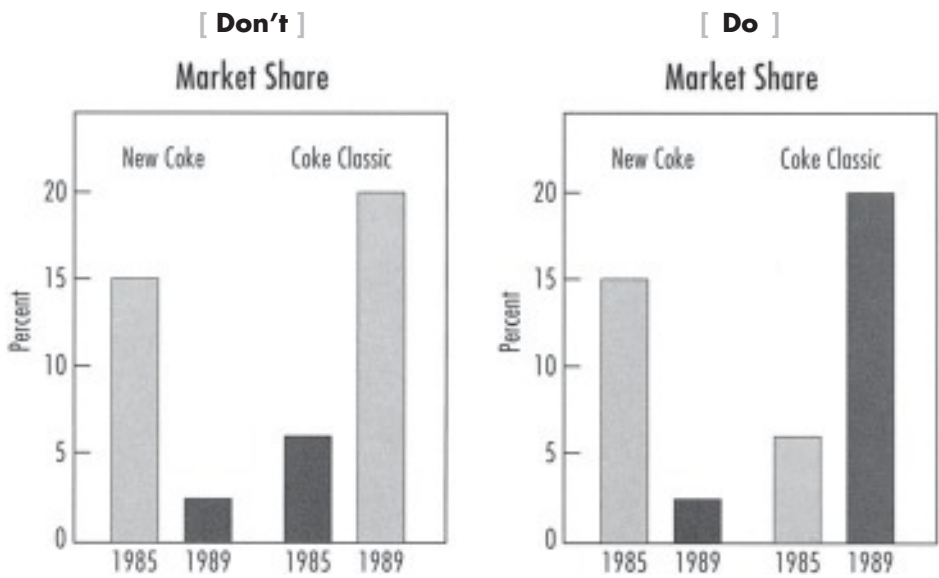 [ Don't ]
Market Share
New Coke Coke Classic
20
15
10
5
0
Percent
1985 1989 1985 1989
[ Do ]
Market Share
New Coke Coke Classic
20
15
10
5
0
Percent
1985 1989 1985 1989